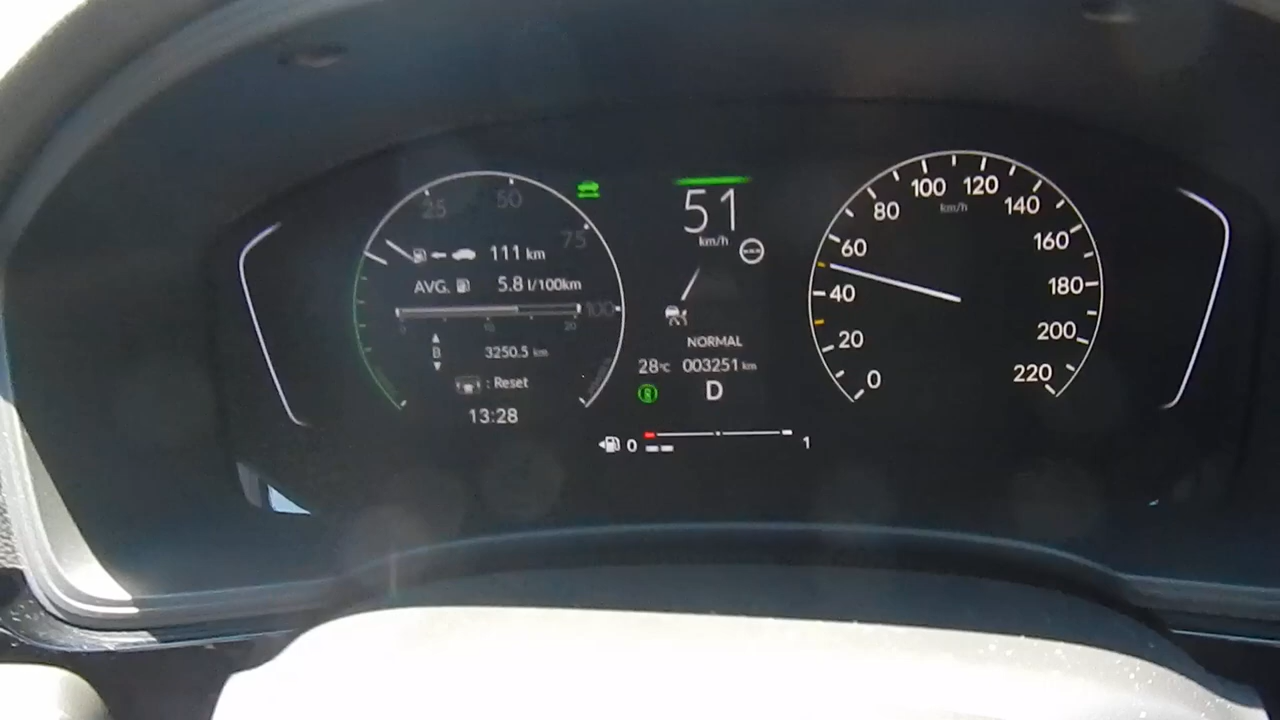 25 50 75 100
111 km
AVG. 5.8 l/100km
0 10 20
B 3250.5 km
: Reset
13:28
51
km/h
NORMAL
28°C 003251 km
D
0 1
0 20 40 60 80 100 120 140 160 180 200 220
km/h